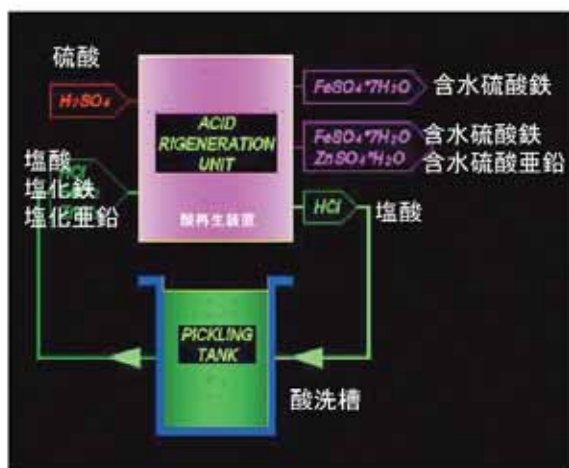 硫酸
H₂SO₄
ACID
RIGENERATION
UNIT
酸再生装置
FeSO₄*7H₂O
含水硫酸鉄
FeSO₄*7H₂O
含水硫酸鉄
ZnSO₄*H₂O
含水硫酸亜鉛
塩酸
塩化鉄
塩化亜鉛
HCl
塩酸
PICKLING
TANK
酸洗槽